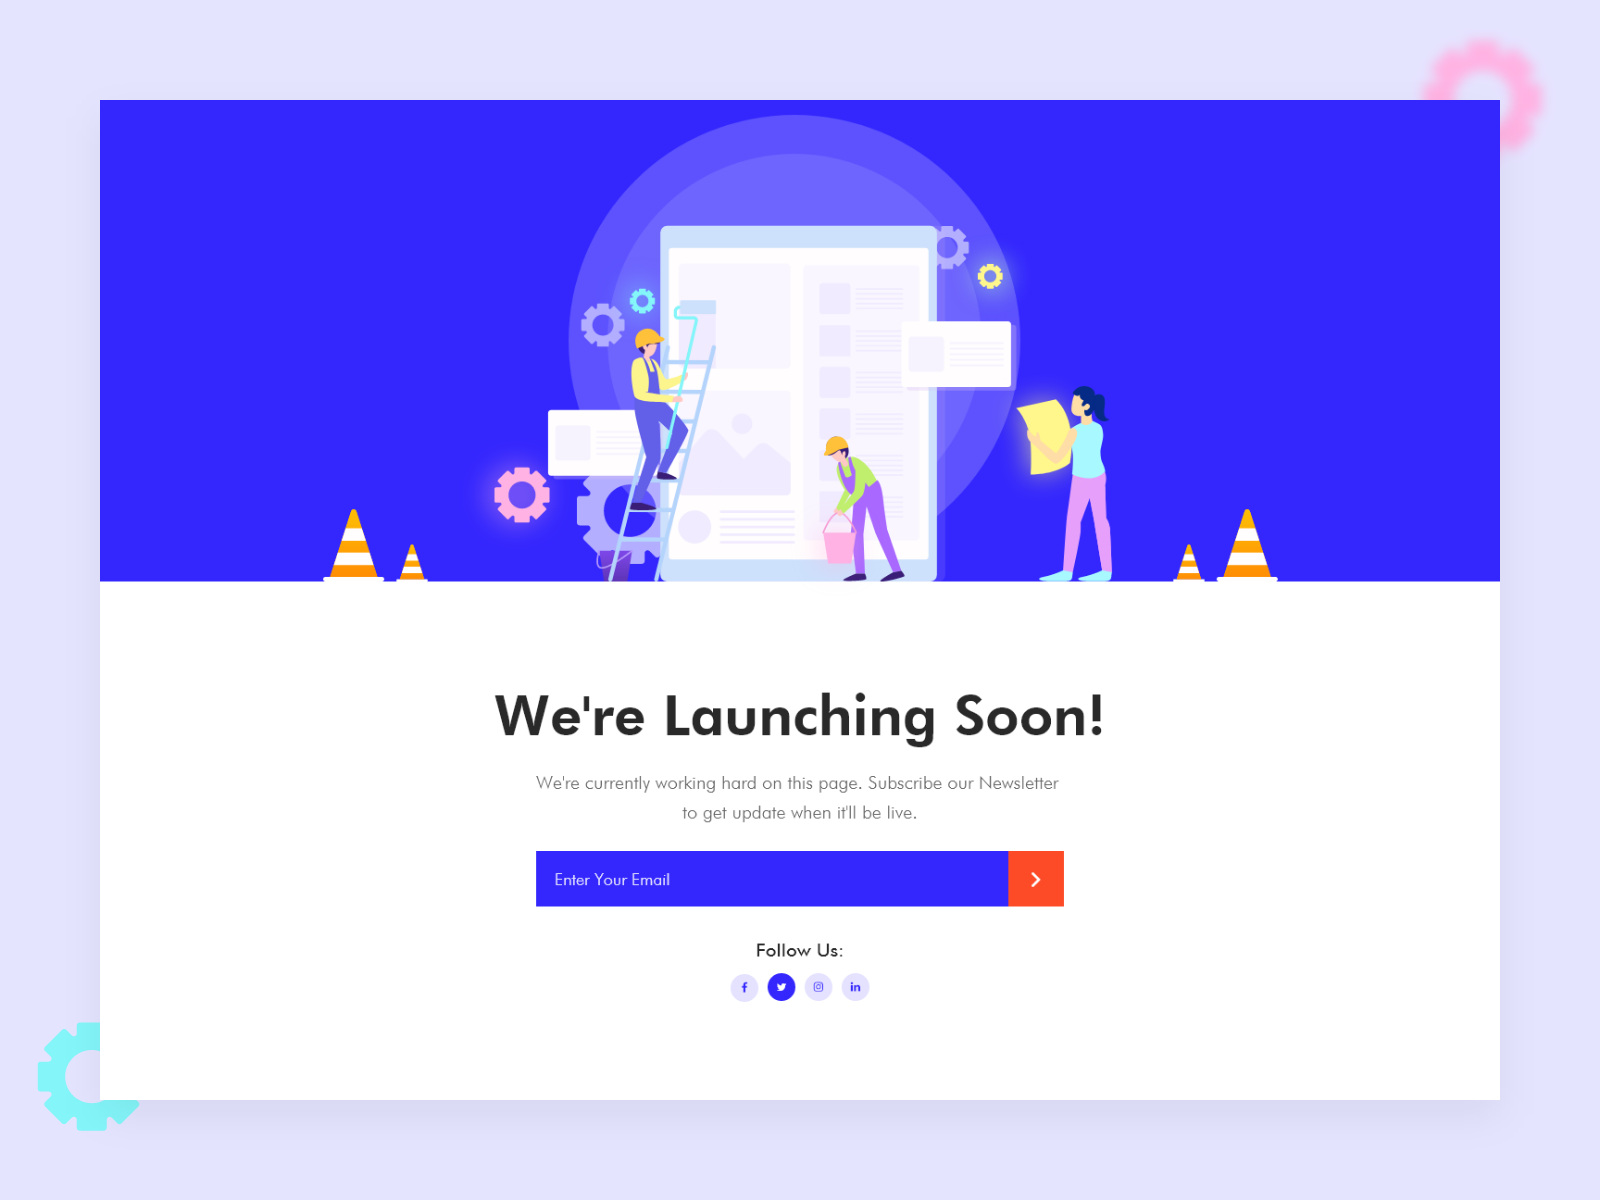 We're Launching Soon!
We're currently working hard on this page. Subscribe our Newsletter
to get update when it'll be live.
Enter Your Email
Follow Us: